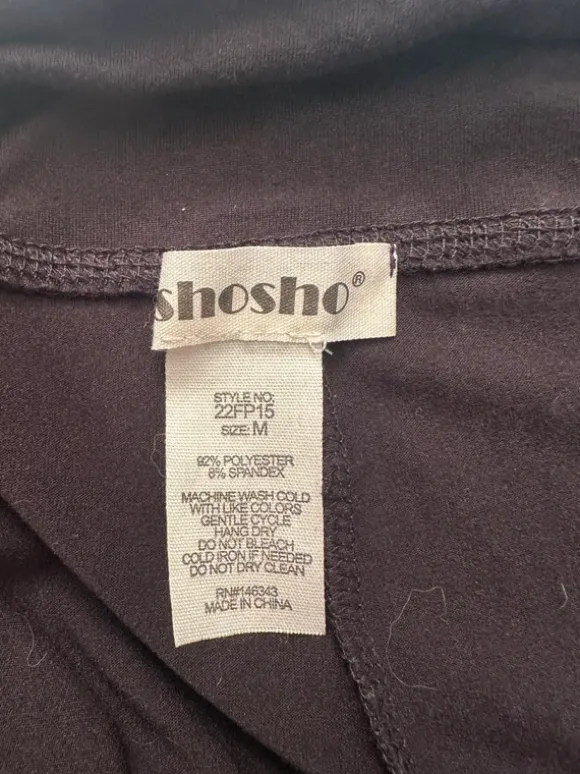 shosho®
STYLE NO:
22FP15
SIZE: M
92% POLYESTER
8% SPANDEX
MACHINE WASH COLD
WITH LIKE COLORS
GENTLE CYCLE
HANG DRY
DO NOT BLEACH
COLD IRON IF NEEDED
DO NOT DRY CLEAN
RN#146343
MADE IN CHINA